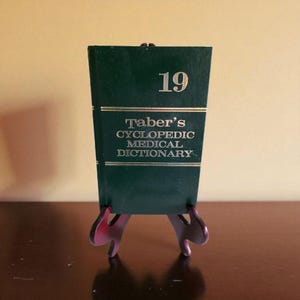 19
Taber's
CYCLOPEDIC
MEDICAL
DICTIONARY